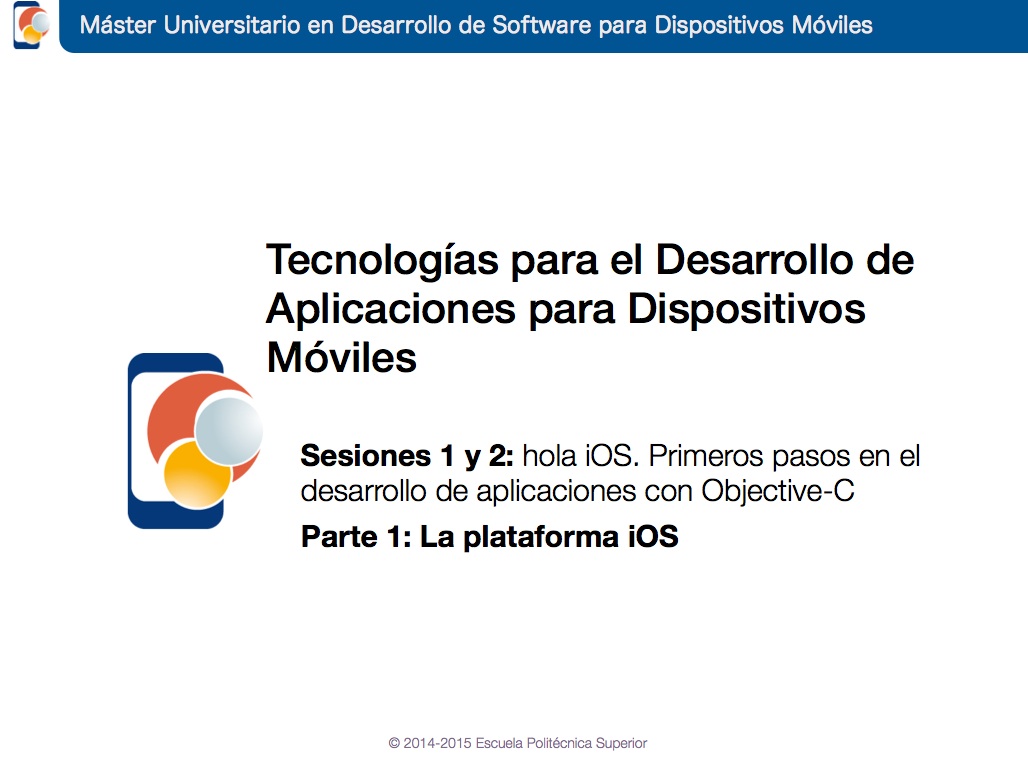 Máster Universitario en Desarrollo de Software para Dispositivos Móviles
Tecnologías para el Desarrollo de
Aplicaciones para Dispositivos
Móviles
Sesiones 1 y 2: hola iOS. Primeros pasos en el
desarrollo de aplicaciones con Objective-C
Parte 1: La plataforma iOS
© 2014-2015 Escuela Politécnica Superior